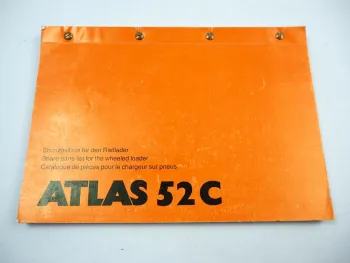 Ersatzteilliste für den Radlader
Spare parts list for the wheeled loader
Catalogue de pièces pour le chargeur sur pneus
ATLAS 52C